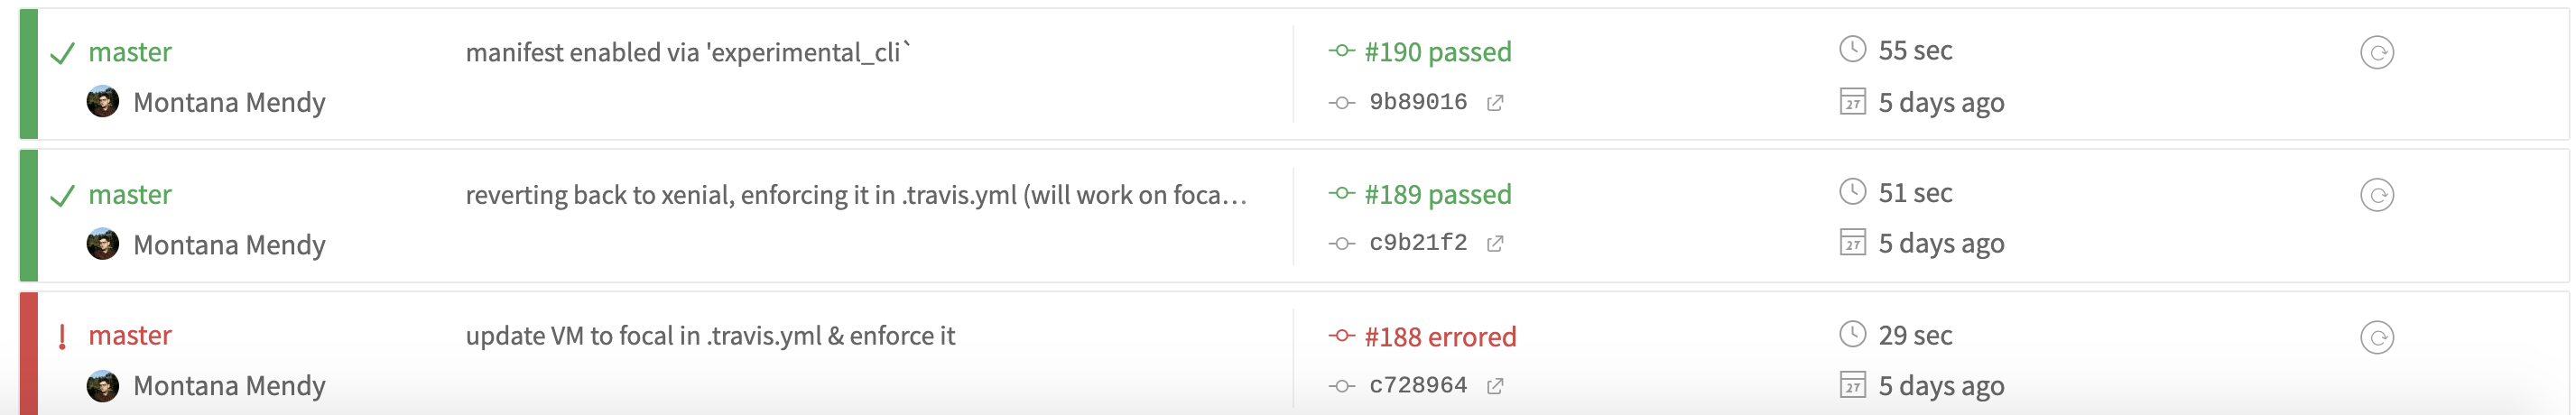 master manifest enabled via 'experimental_cli` #190 passed 55 sec
Montana Mendy 9b89016 27 5 days ago
master reverting back to xenial, enforcing it in .travis.yml (will work on foca... #189 passed 51 sec
Montana Mendy c9b21f2 27 5 days ago
! master update VM to focal in .travis.yml & enforce it #188 errored 29 sec
Montana Mendy c728964 27 5 days ago